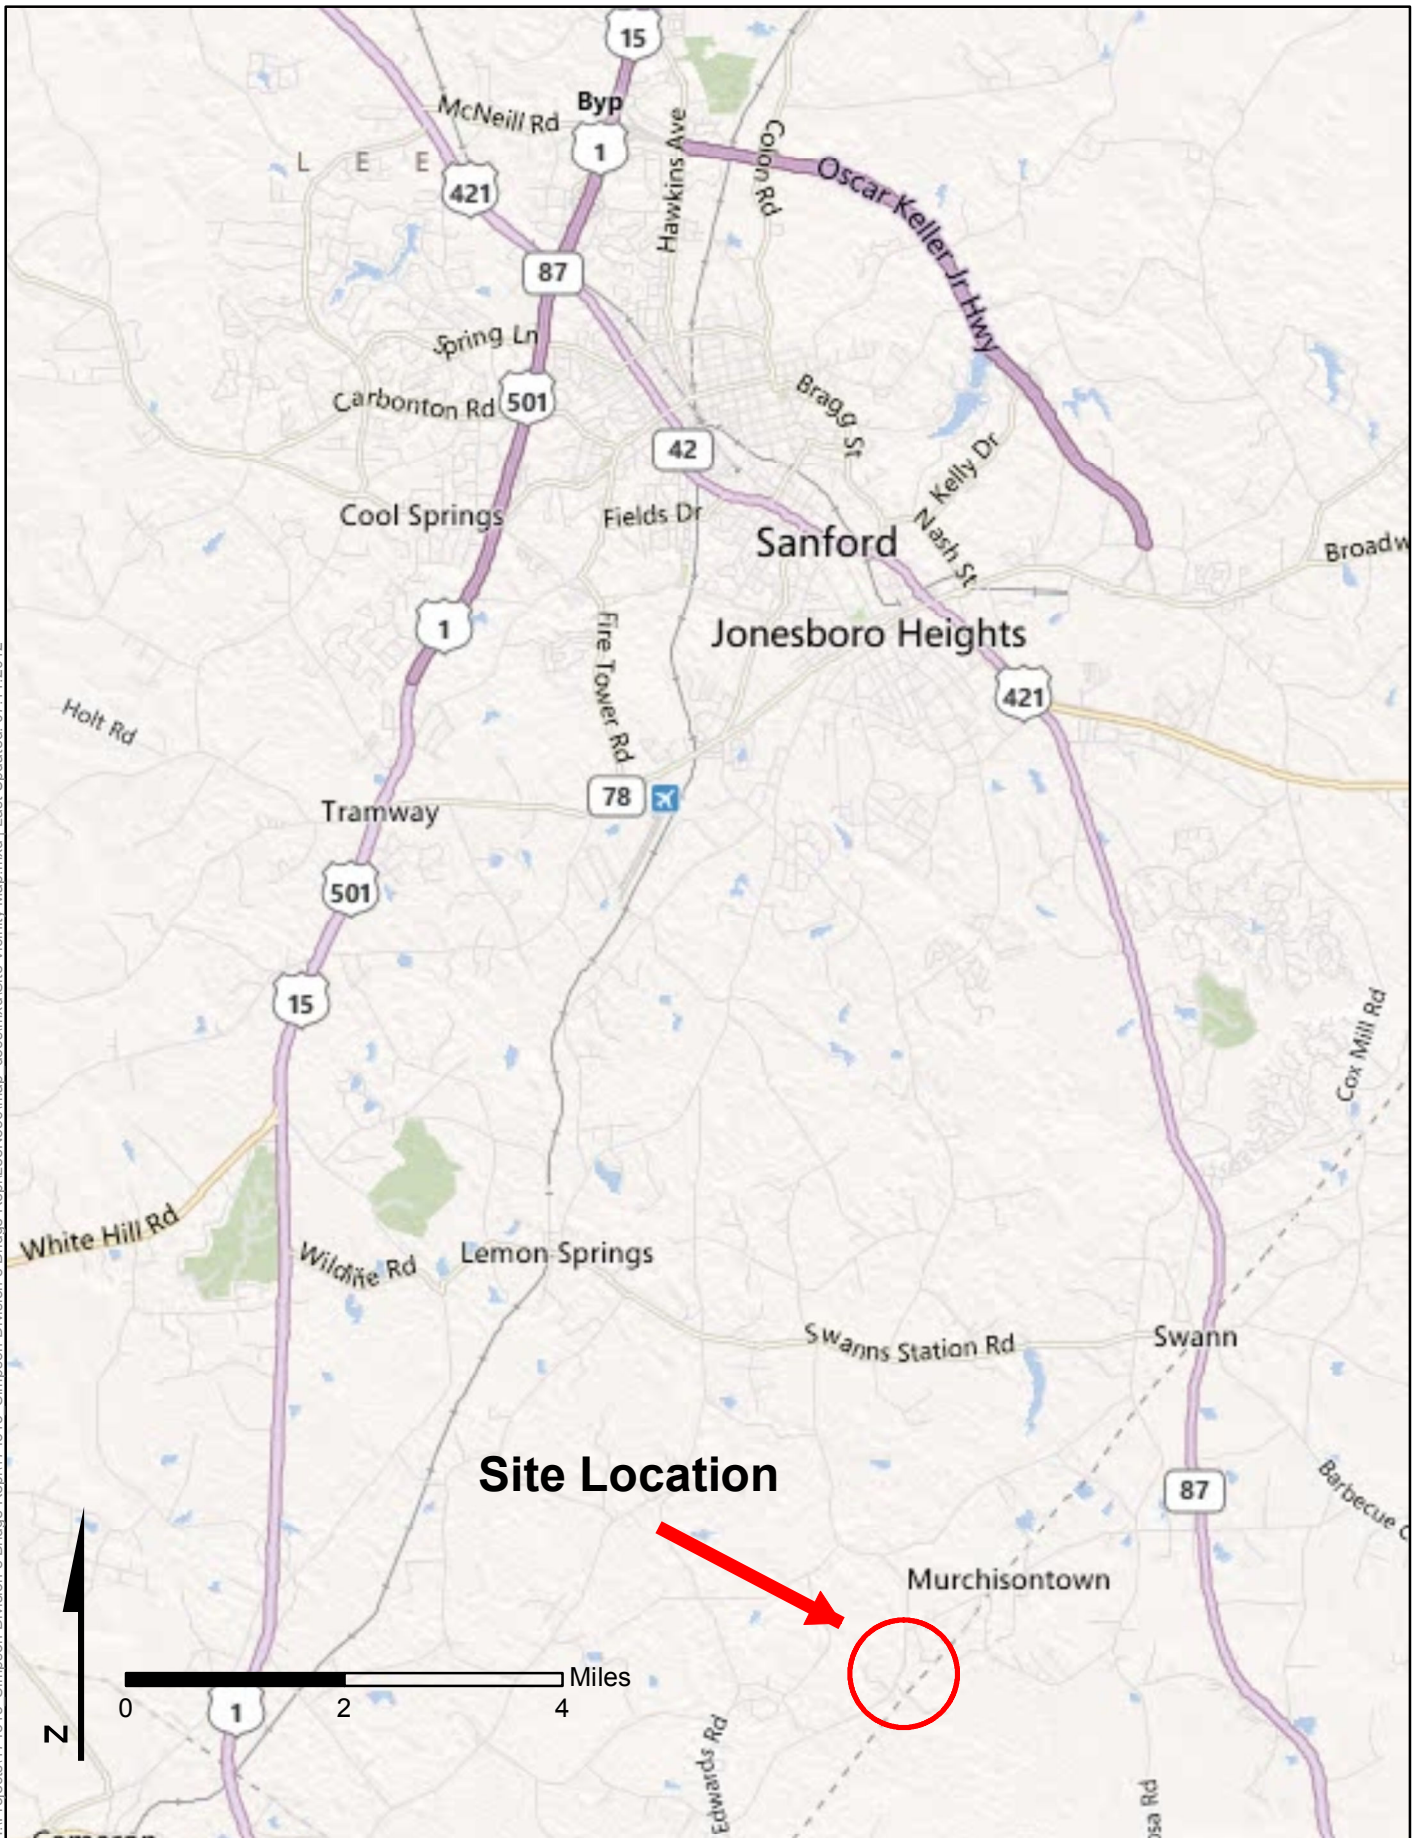 15
Byp
McNeill Rd
1
Hawkins Ave
Colon Rd
L E E
421
Oscar Keller Jr Hwy
87
Spring Ln
Carbonton Rd
501
Bragg St
42
Kelly Dr
Cool Springs
Fields Dr
Nash St
Sanford
Broadw
1
Fire Tower Rd
Jonesboro Heights
421
Holt Rd
78
Tramway
501
15
Cox Mill Rd
White Hill Rd
Wildlife Rd
Lemon Springs
Swanns Station Rd
Swann
Site Location
87
Barbecue C
Murchisontown
Miles
0 2 4
1
N
Edwards Rd
osa Rd